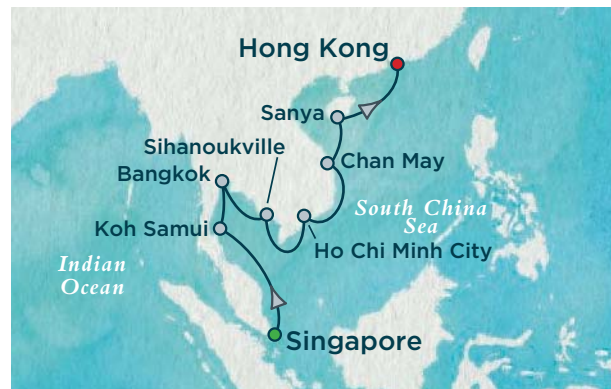 Hong Kong
Sanya
Sihanoukville
Bangkok
Chan May
Koh Samui
South China
Sea
Ho Chi Minh City
Indian
Ocean
Singapore